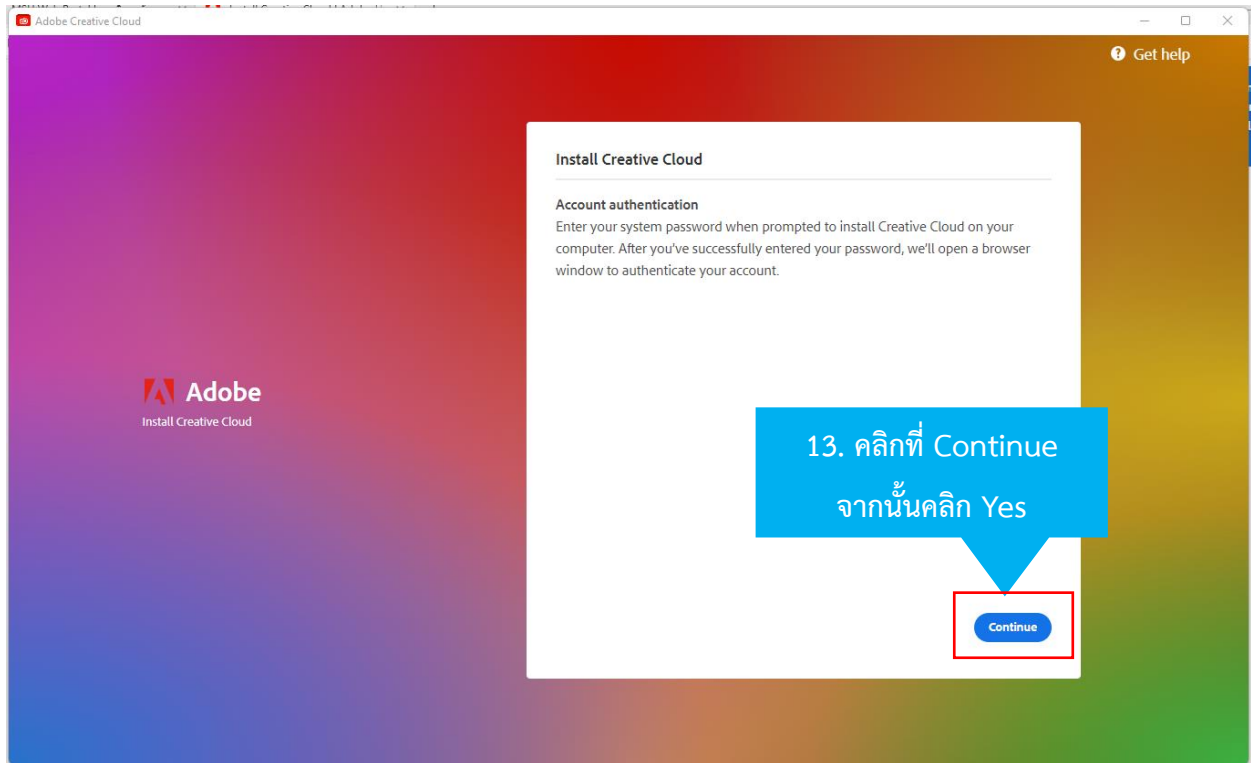 Adobe Creative Cloud
Get help
Install Creative Cloud
Account authentication
Enter your system password when prompted to install Creative Cloud on your
computer. After you've successfully entered your password, we'll open a browser
window to authenticate your account.
Adobe
Install Creative Cloud
13. คลิกที่ Continue
จากนั้นคลิก Yes
Continue